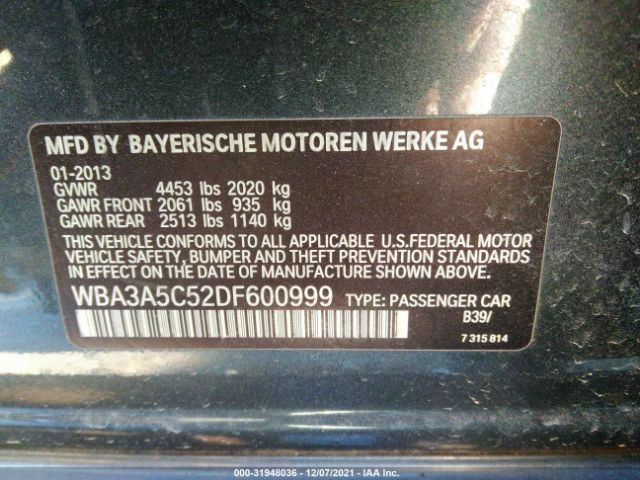 MFD BY BAYERISCHE MOTOREN WERKE AG
01-2013
GVWR 4453 lbs 2020 kg
GAWR FRONT 2061 lbs 935 kg
GAWR REAR 2513 lbs 1140 kg
THIS VEHICLE CONFORMS TO ALL APPLICABLE U.S.FEDERAL MOTOR
VEHICLE SAFETY, BUMPER AND THEFT PREVENTION STANDARDS
IN EFFECT ON THE DATE OF MANUFACTURE SHOWN ABOVE.
WBA3A5C52DF600999 TYPE: PASSENGER CAR
B39/
7 315 814
000-31948036 - 12/07/2021 - IAA Inc.